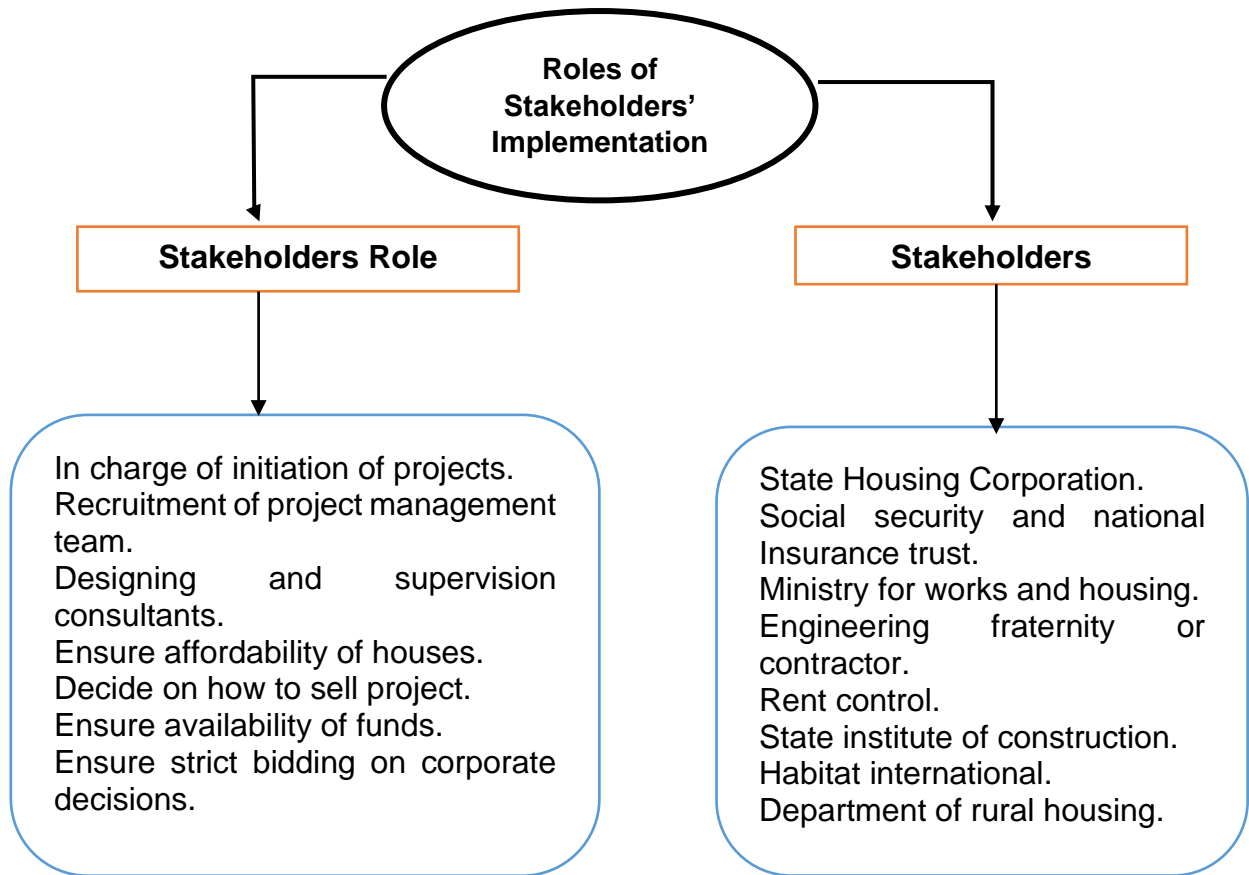 Roles of
Stakeholders’
Implementation
Stakeholders Role
Stakeholders
In charge of initiation of projects.
Recruitment of project management
team.
Designing and supervision
consultants.
Ensure affordability of houses.
Decide on how to sell project.
Ensure availability of funds.
Ensure strict bidding on corporate
decisions.
State Housing Corporation.
Social security and national
Insurance trust.
Ministry for works and housing.
Engineering fraternity or
contractor.
Rent control.
State institute of construction.
Habitat international.
Department of rural housing.